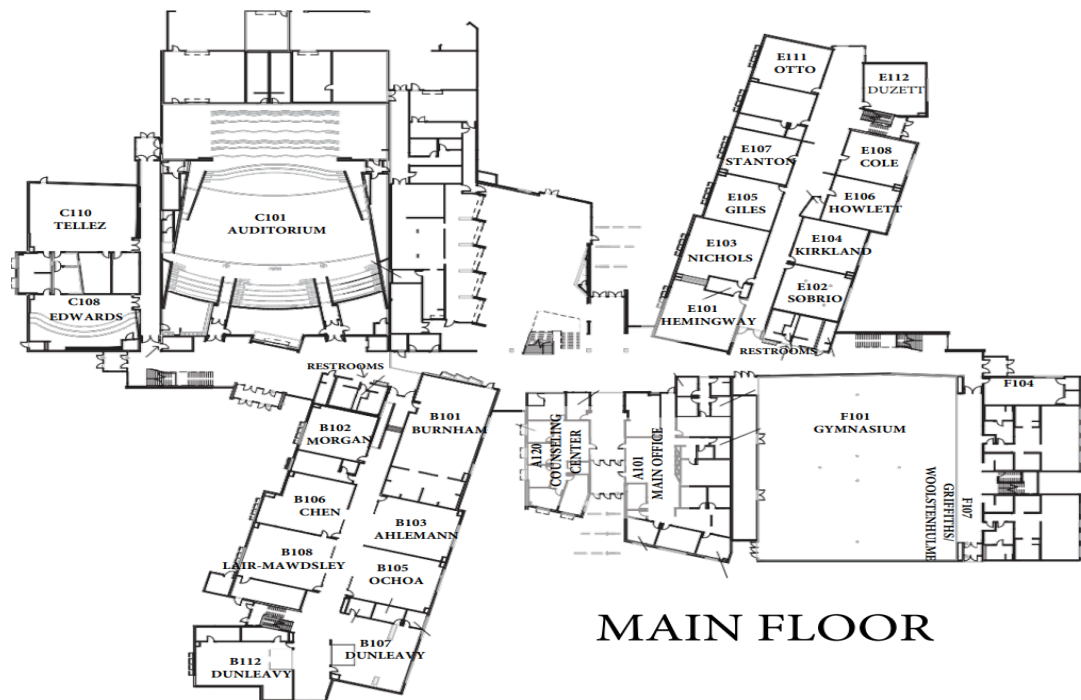 E111
OTTO
E112
DUZETT
E107
STANTON
E108
COLE
E105
GILES
E106
HOWLETT
C110
TELLEZ
C101
AUDITORIUM
E103
NICHOLS
E104
KIRKLAND
E102
SOBRIO
C108
EDWARDS
E101
HEMINGWAY
RESTROOMS
RESTROOMS
F104
B101
BURNHAM
B102
MORGAN
A120
COUNSELING
CENTER
A101
MAIN OFFICE
F101
GYMNASIUM
F107
GRIFFITHS/
WOOLSTENHULME
B106
CHEN
B103
AHLEMANN
B108
LAIR-MAWDSLEY
B105
OCHOA
B107
DUNLEAVY
B112
DUNLEAVY
MAIN FLOOR